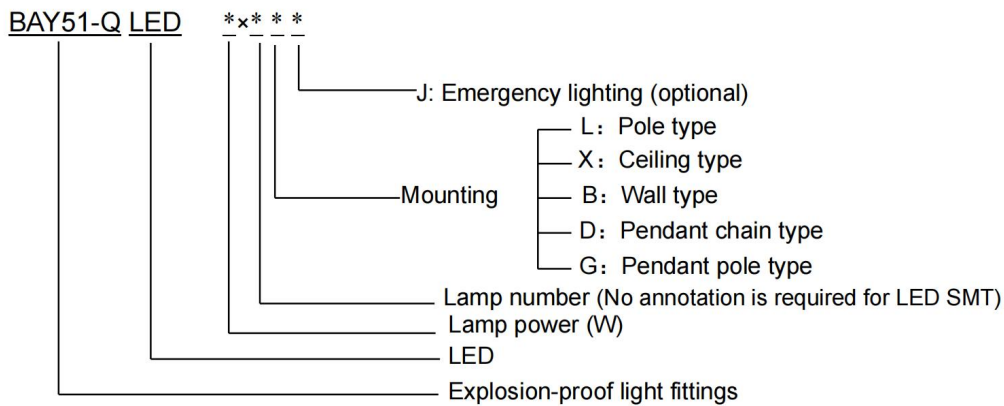 BAY51-Q LED *×* * *
J: Emergency lighting (optional)
L：Pole type
X：Ceiling type
Mounting
B：Wall type
D：Pendant chain type
G：Pendant pole type
Lamp number (No annotation is required for LED SMT)
Lamp power (W)
LED
Explosion-proof light fittings